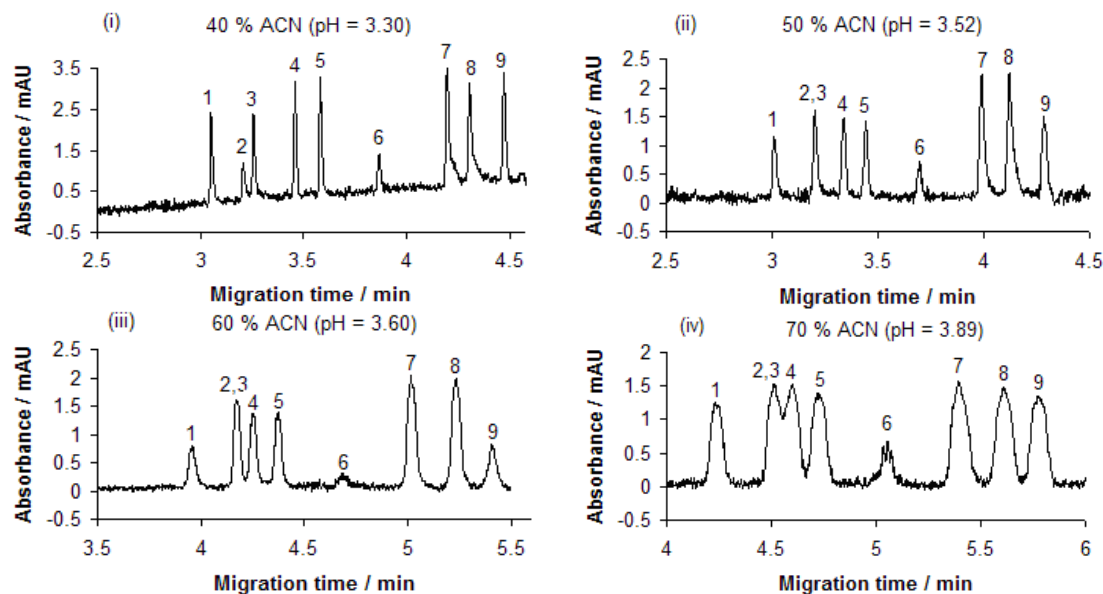 (i) 40 % ACN (pH = 3.30)
Absorbance / mAU
3.5
2.5
1.5
0.5
-0.5
1 2 3 4 5 6 7 8 9
2.5 3 3.5 4 4.5
Migration time / min
(ii) 50 % ACN (pH = 3.52)
Absorbance / mAU
2.5
2
1.5
1
0.5
0
-0.5
1 2,3 4 5 6 7 8 9
2.5 3 3.5 4 4.5
Migration time / min
(iii) 60 % ACN (pH = 3.60)
Absorbance / mAU
2.5
2
1.5
1
0.5
0
-0.5
1 2,3 4 5 6 7 8 9
3.5 4 4.5 5 5.5
Migration time / min
(iv) 70 % ACN (pH = 3.89)
Absorbance / mAU
2
1.5
1
0.5
0
-0.5
1 2,3 4 5 6 7 8 9
4 4.5 5 5.5 6
Migration time / min